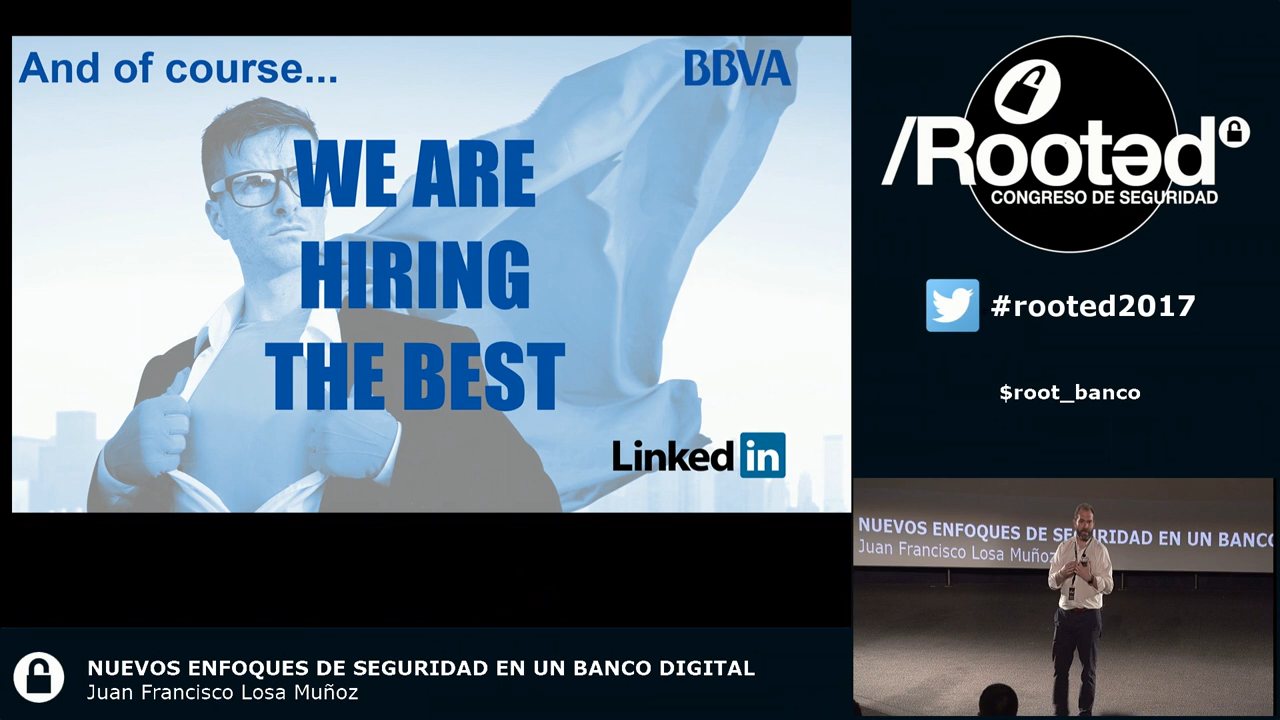 And of course...
BBVA
WE ARE
HIRING
THE BEST
Linked in
/Rooted
CONGRESO DE SEGURIDAD
#rooted2017
$root_banco
NUEVOS ENFOQUES DE SEGURIDAD EN UN BANCO
Juan Francisco Losa Muñoz
NUEVOS ENFOQUES DE SEGURIDAD EN UN BANCO DIGITAL
Juan Francisco Losa Muñoz